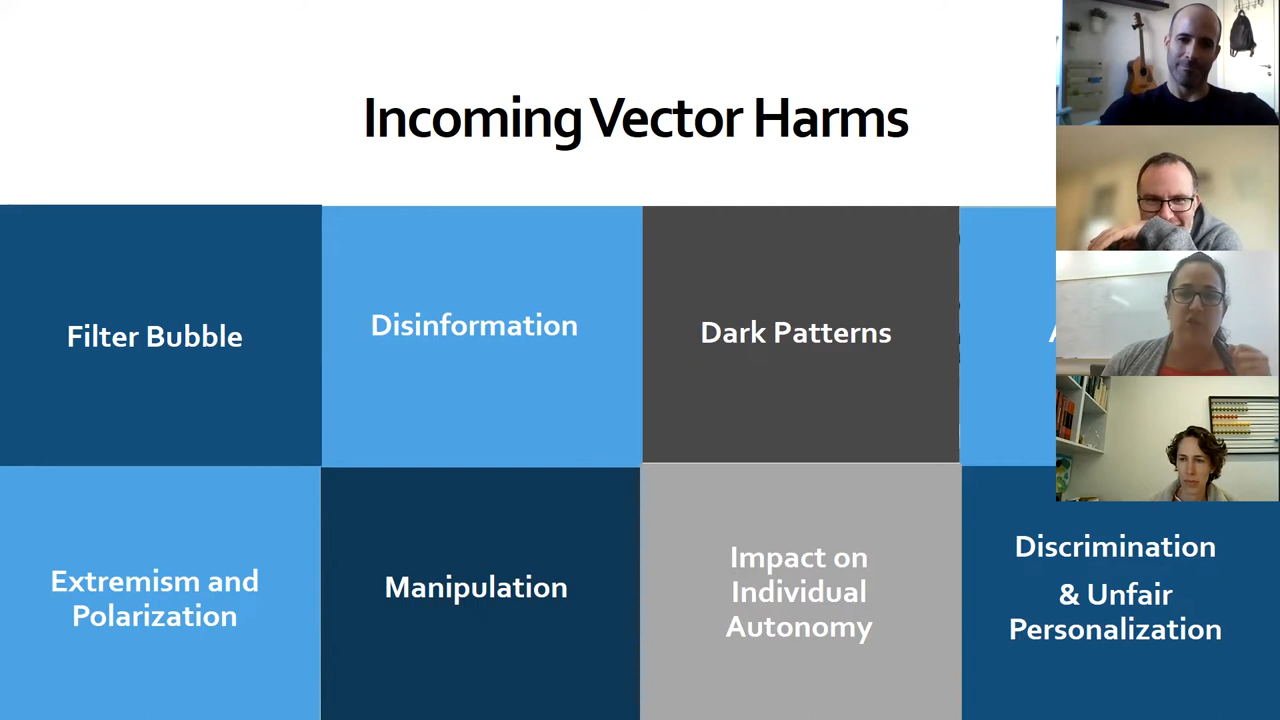 Incoming Vector Harms
Filter Bubble
Disinformation
Dark Patterns
Extremism and
Polarization
Manipulation
Impact on
Individual
Autonomy
Discrimination
& Unfair
Personalization